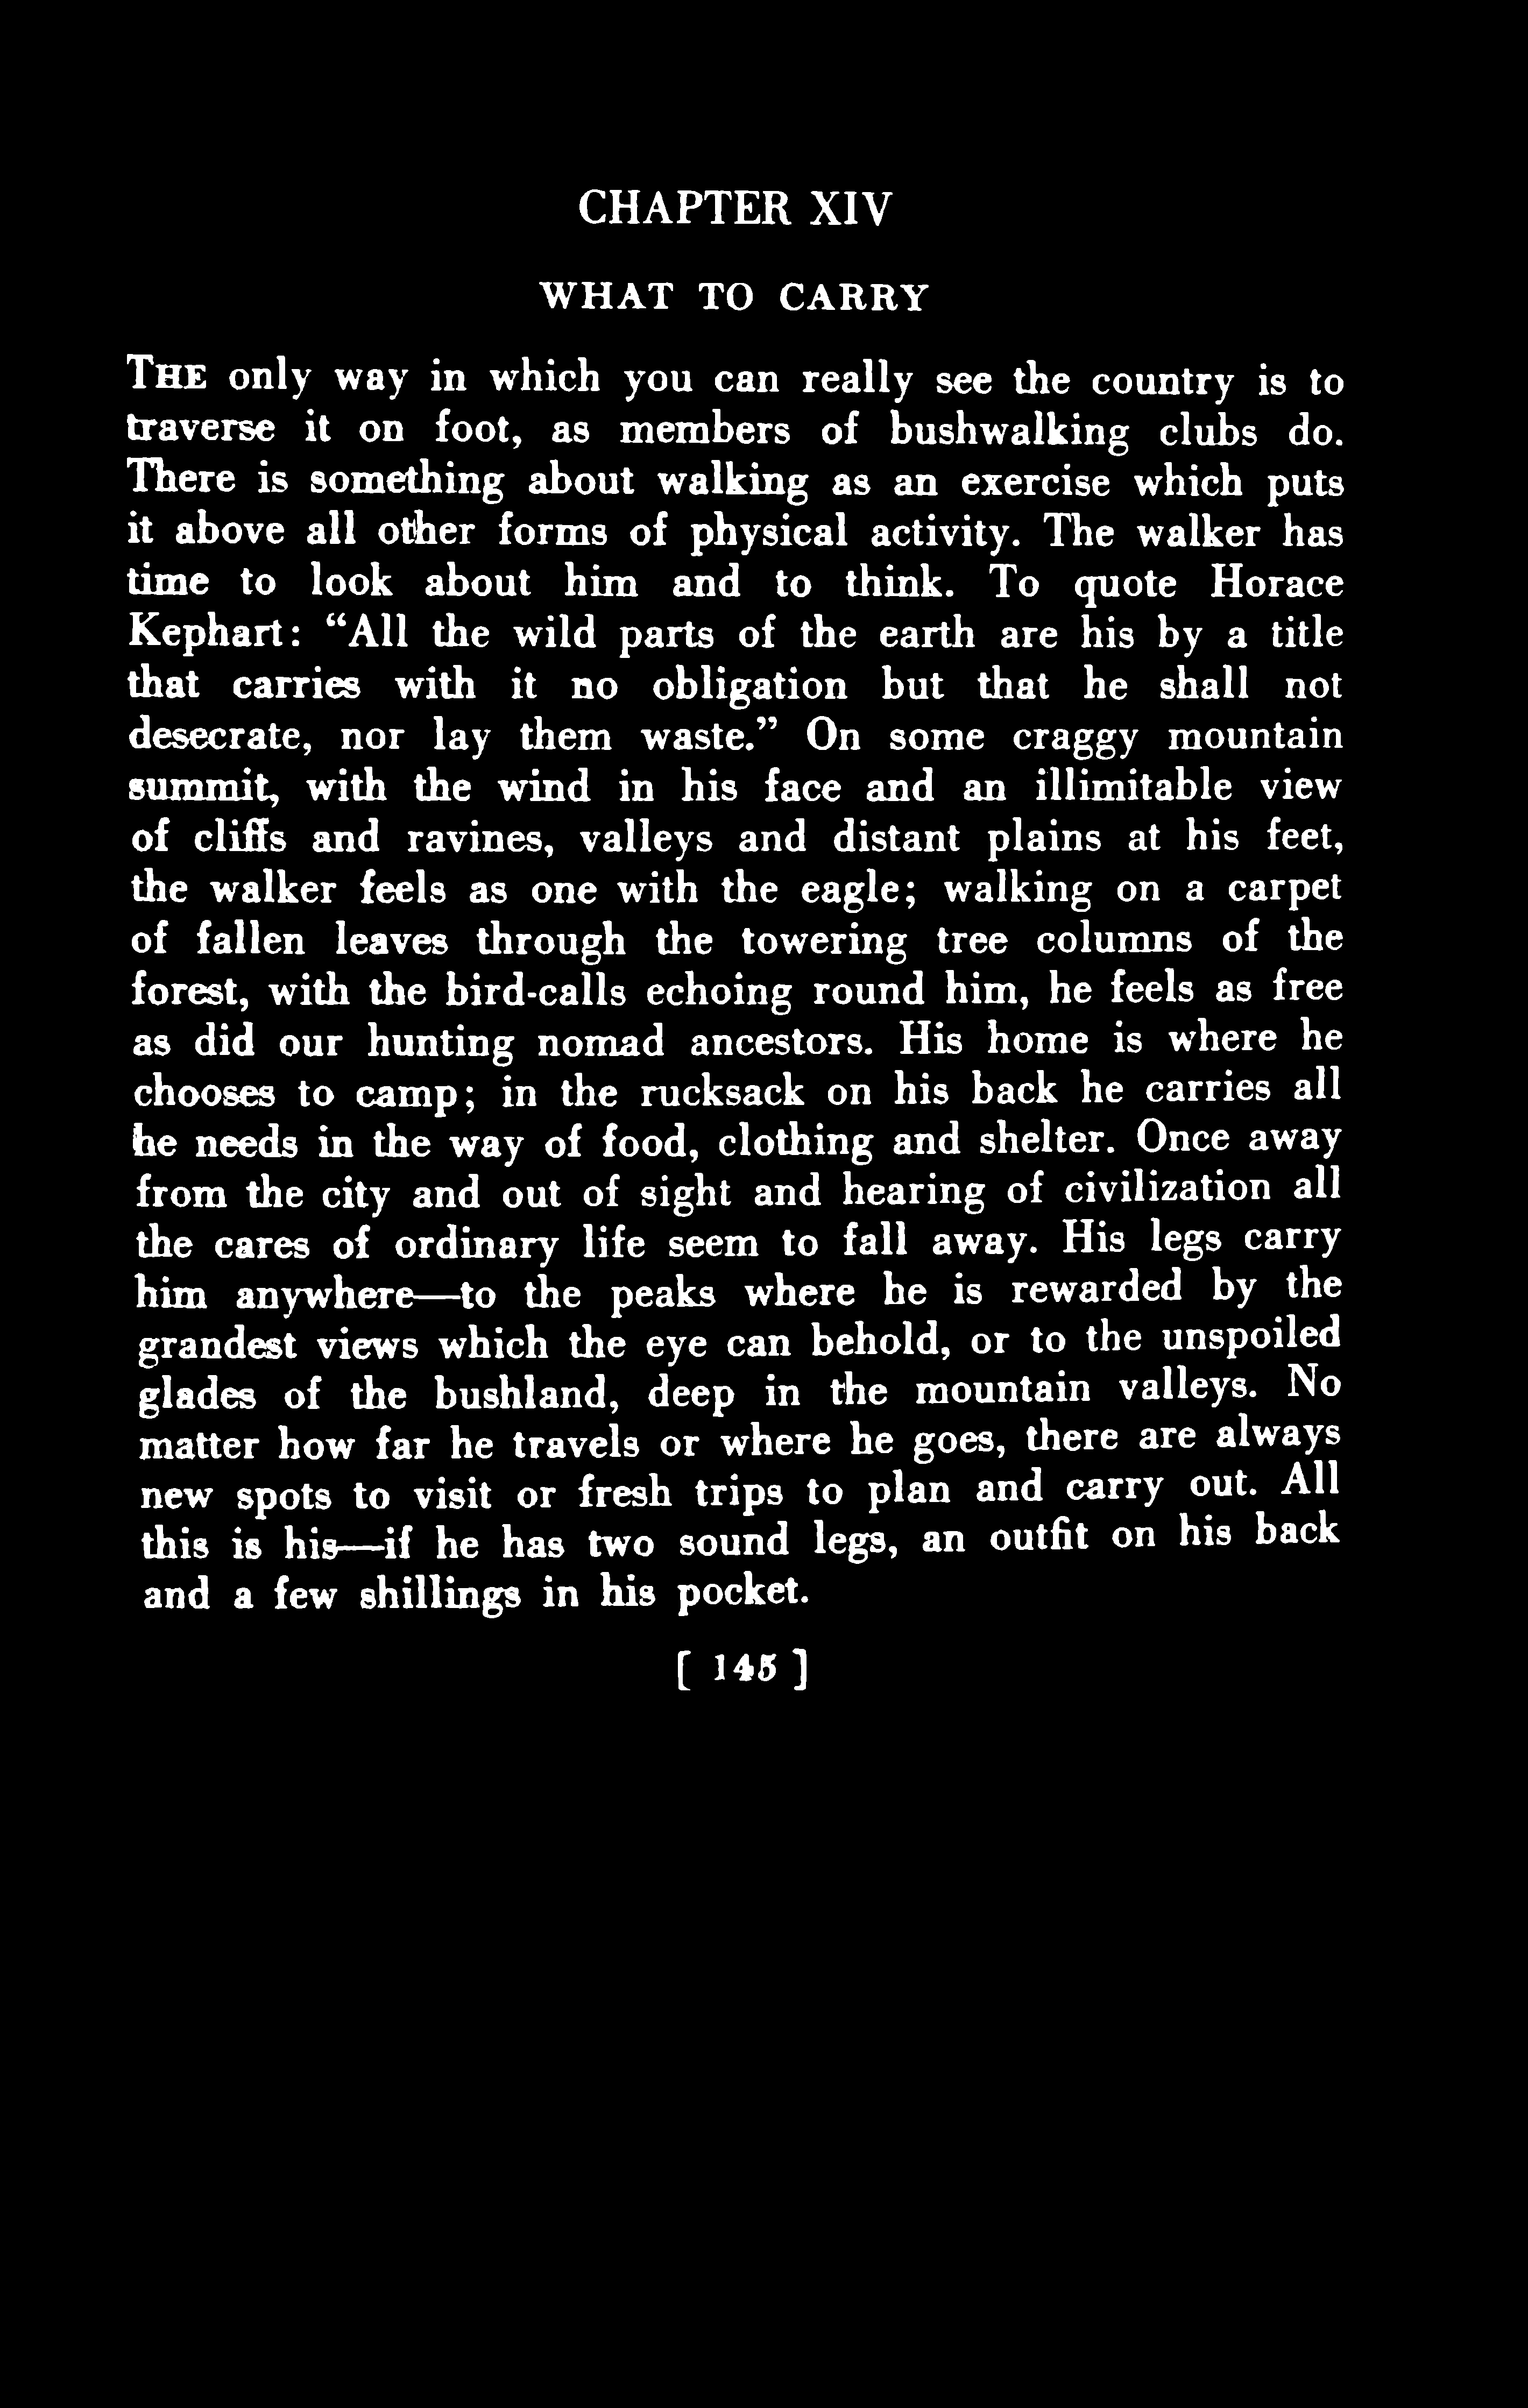 CHAPTER XIV
WHAT TO CARRY
THE only way in which you can really see the country is to
traverse it on foot, as members of bushwalking clubs do.
There is something about walking as an exercise which puts
it above all other forms of physical activity. The walker has
time to look about him and to think. To quote Horace
Kephart: “All the wild parts of the earth are his by a title
that carries with it no obligation but that he shall not
desecrate, nor lay them waste.” On some craggy mountain
summit, with the wind in his face and an illimitable view
of cliffs and ravines, valleys and distant plains at his feet,
the walker feels as one with the eagle; walking on a carpet
of fallen leaves through the towering tree columns of the
forest, with the bird-calls echoing round him, he feels as free
as did our hunting nomad ancestors. His home is where he
chooses to camp; in the rucksack on his back he carries all
he needs in the way of food, clothing and shelter. Once away
from the city and out of sight and hearing of civilization all
the cares of ordinary life seem to fall away. His legs carry
him anywhere—to the peaks where he is rewarded by the
grandest views which the eye can behold, or to the unspoiled
glades of the bushland, deep in the mountain valleys. No
matter how far he travels or where he goes, there are always
new spots to visit or fresh trips to plan and carry out. All
this is his—if he has two sound legs, an outfit on his back
and a few shillings in his pocket.
[ 145 ]